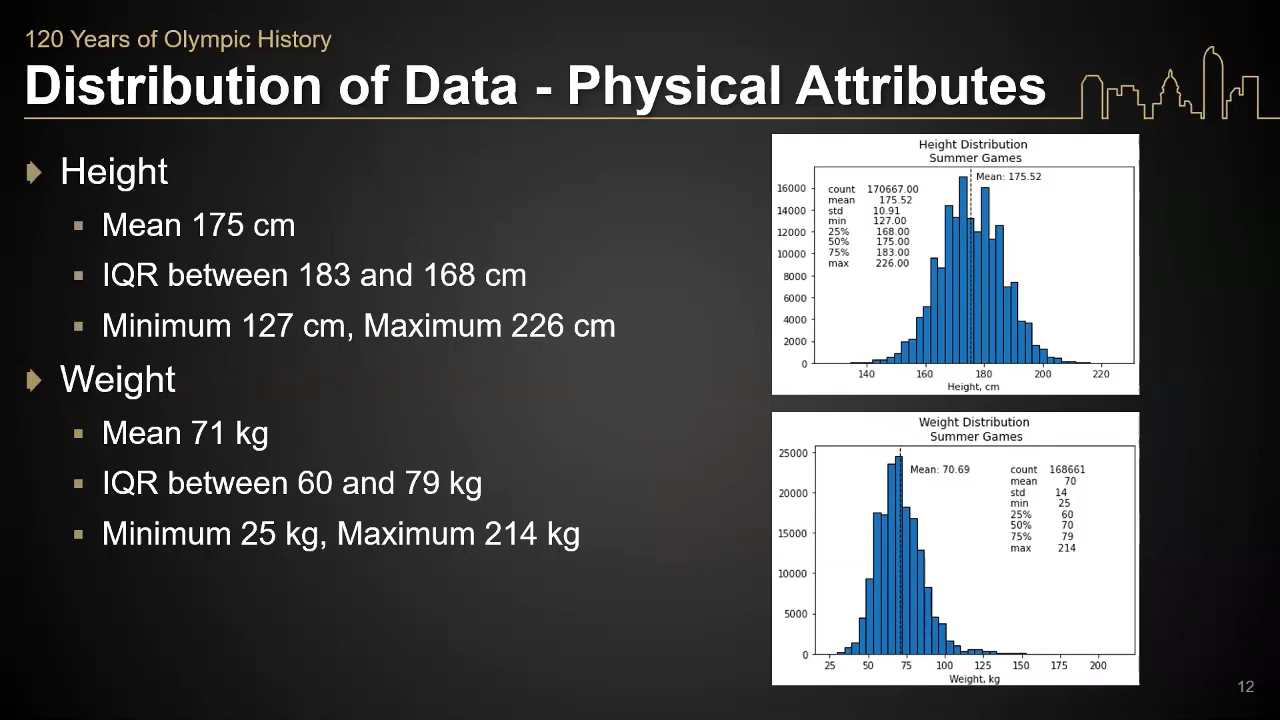 120 Years of Olympic History
Distribution of Data - Physical Attributes
Height
Mean 175 cm
IQR between 183 and 168 cm
Minimum 127 cm, Maximum 226 cm
Weight
Mean 71 kg
IQR between 60 and 79 kg
Minimum 25 kg, Maximum 214 kg
Height Distribution
Summer Games
Mean: 175.52
count 170667.00
mean 175.52
std 10.91
min 127.00
25% 168.00
50% 175.00
75% 183.00
max 226.00
16000
14000
12000
10000
8000
6000
4000
2000
0
140 160 180 200 220
Height, cm
Weight Distribution
Summer Games
Mean: 70.69
count 168661
mean 70
std 14
min 25
25% 60
50% 70
75% 79
max 214
25000
20000
15000
10000
5000
0
25 50 75 100 125 150 175 200
Weight, kg
12